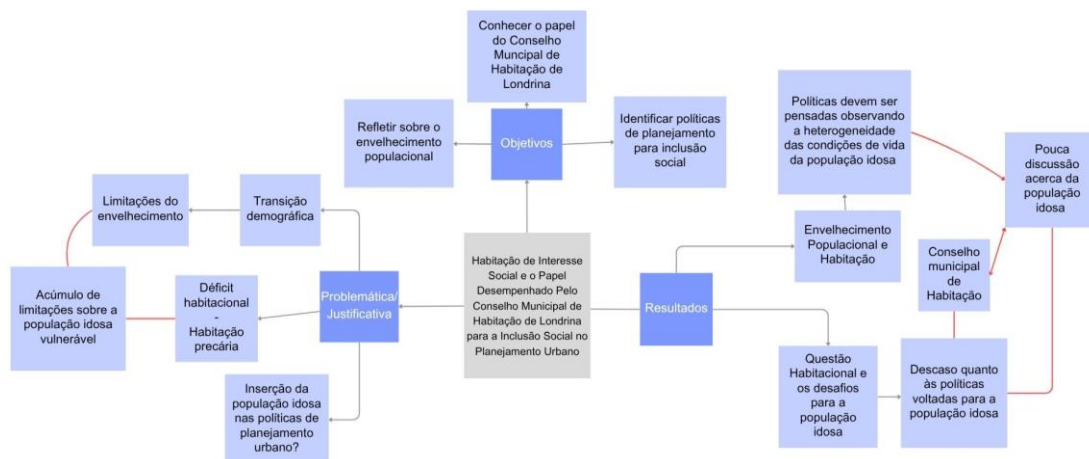 Conhecer o papel
do Conselho
Muncipal de
Habitação de
Londrina
Refletir sobre o
envelhecimento
populacional
Objetivos
Identificar políticas
de planejamento
para inclusão
social
Políticas devem ser
pensadas observando
a heterogeneidade
das condições de vida
da população idosa
Pouca
discussão
acerca da
população
idosa
Limitações do
envelhecimento
Transição
demográfica
Envelhecimento
Populacional e
Habitação
Conselho
municipal
de
Habitação
Acúmulo de
limitações sobre a
população idosa
vulnerável
Déficit
habitacional
-
Habitação
precária
Problemática/
Justificativa
Habitação de Interesse
Social e o Papel
Desempenhado Pelo
Conselho Municipal de
Habitação de Londrina
para a Inclusão Social no
Planejamento Urbano
Resultados
Inserção da
população idosa
nas políticas de
planejamento
urbano?
Questão
Habitacional e
os desafios
para a
população
idosa
Descaso quanto
às políticas
voltadas para a
população idosa